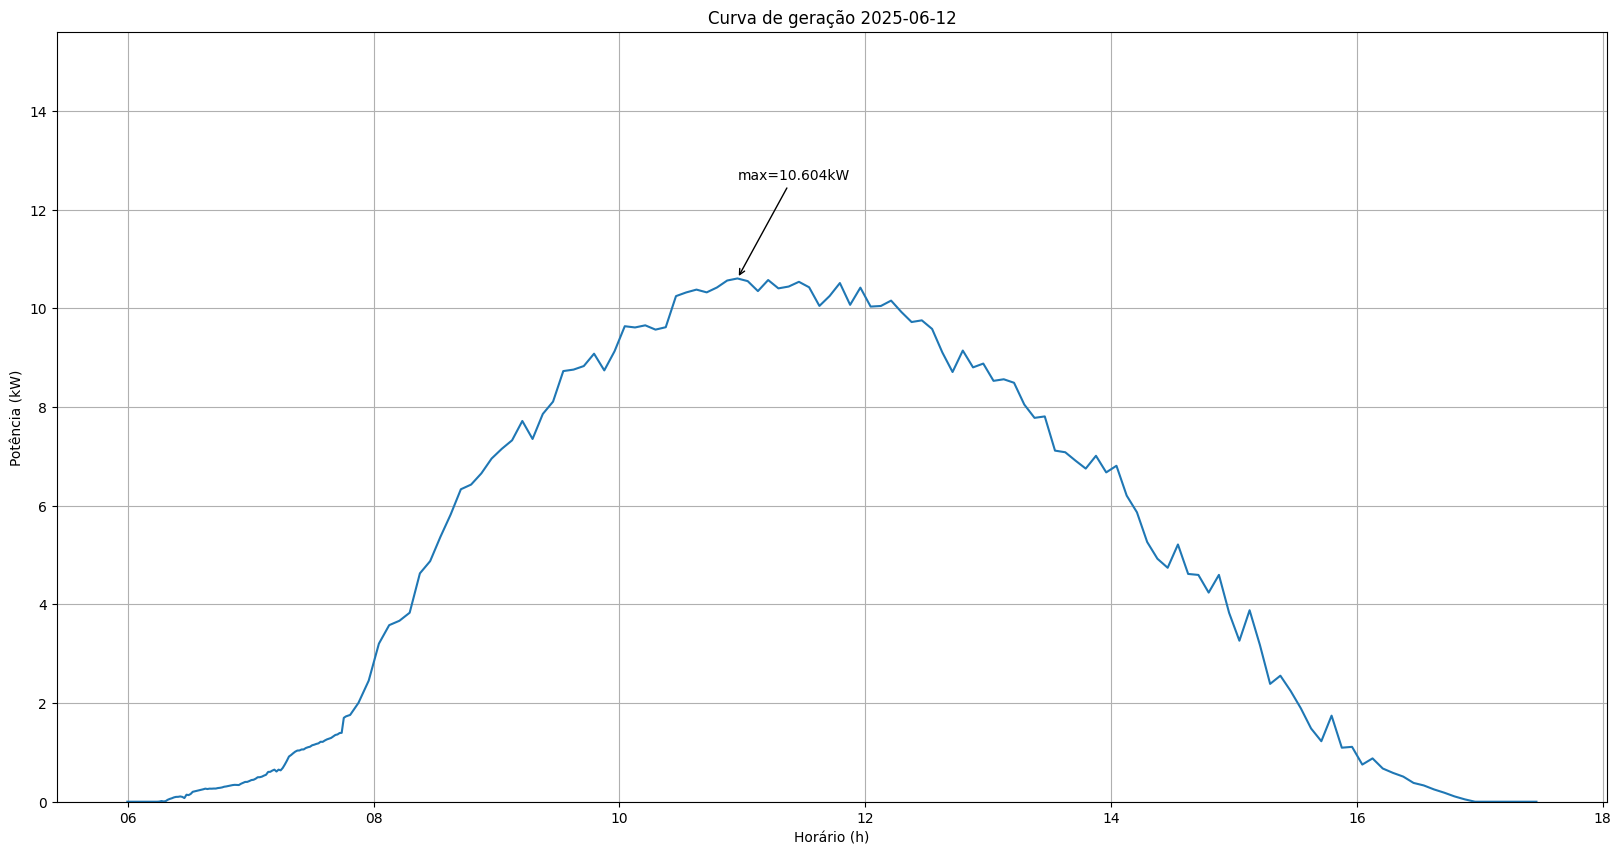 Curva de geração 2025-06-12
14
max=10.604kW
12
10
8
6
4
2
0
Potência (kW)
06 08 10 12 14 16 18
Horário (h)